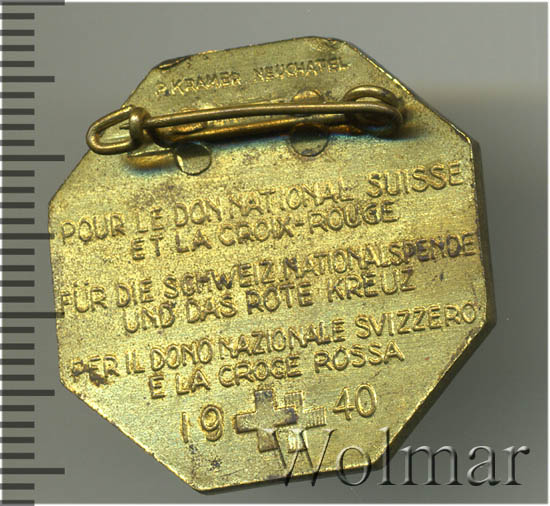 P. KRAMER NEUCHATEL
POUR LE DON NATIONAL SUISSE
ET LA CROIX-ROUGE
FÜR DIE SCHWEIZ. NATIONALSPENDE
UND DAS ROTE KREUZ
PER IL DONO NAZIONALE SVIZZERO
E LA CROCE ROSSA
19 40
Wolmar